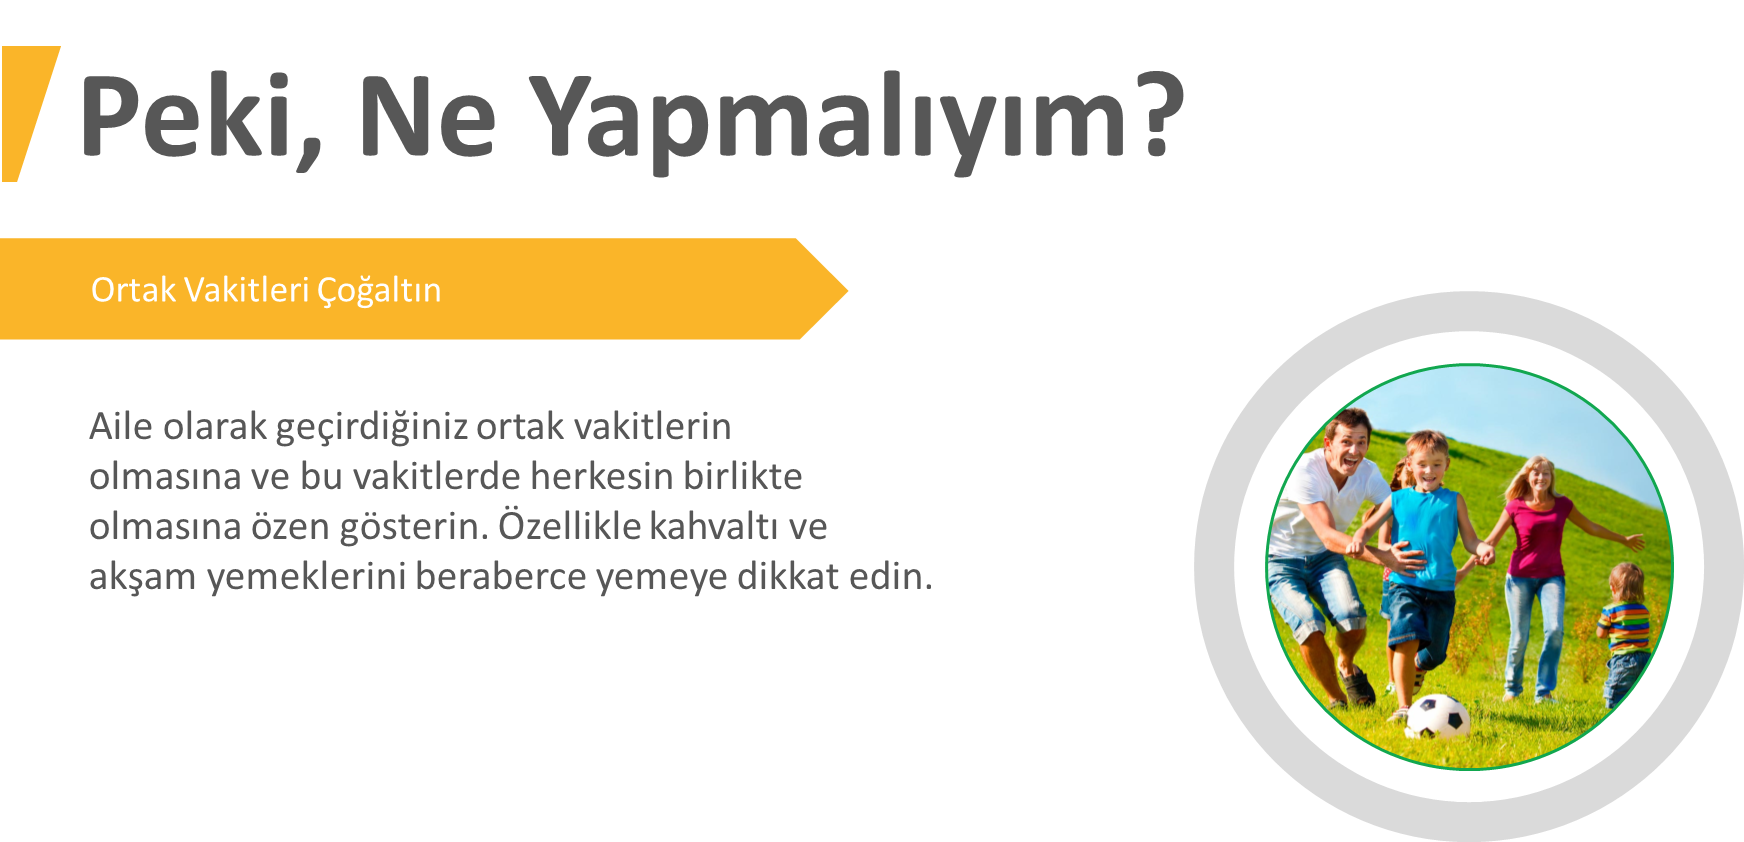 Peki, Ne Yapmalıyım?
Ortak Vakitleri Çoğaltın
Aile olarak geçirdiğiniz ortak vakitlerin
olmasına ve bu vakitlerde herkesin birlikte
olmasına özen gösterin. Özellikle kahvaltı ve
akşam yemeklerini beraberce yemeye dikkat edin.